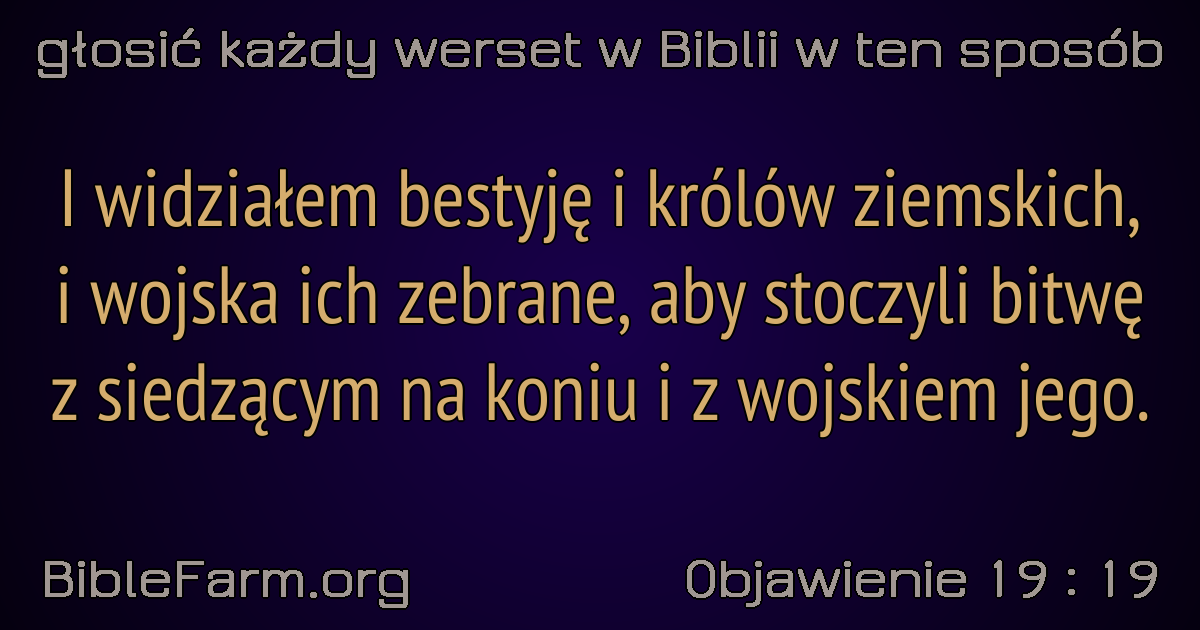 głosić każdy werset w Biblii w ten sposób
I widziałem bestyję i królów ziemskich,
i wojska ich zebrane, aby stoczyli bitwę
z siedzącym na koniu i z wojskiem jego.
BibleFarm.org
Objawienie 19 : 19